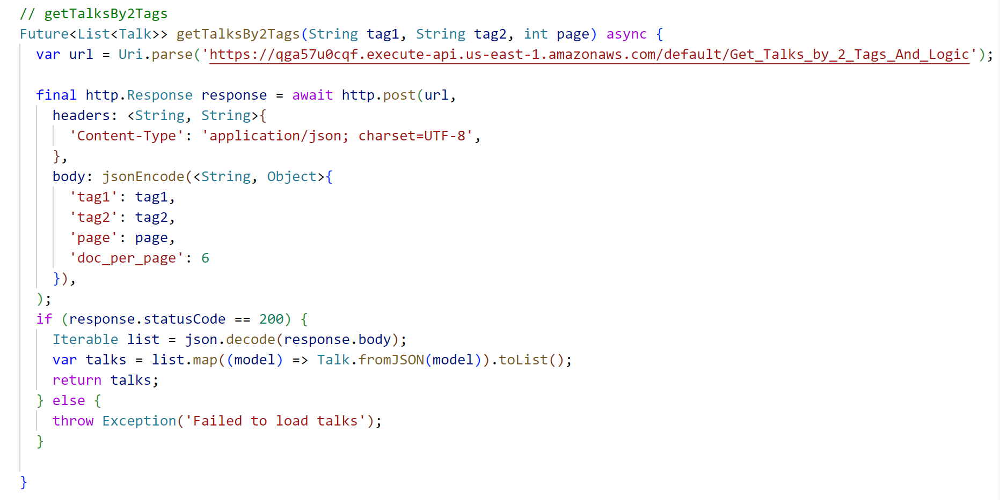 // getTalksBy2Tags
Future<List<Talk>> getTalksBy2Tags(String tag1, String tag2, int page) async {
  var url = Uri.parse('https://qga57u0cqf.execute-api.us-east-1.amazonaws.com/default/Get_Talks_by_2_Tags_And_Logic');

  final http.Response response = await http.post(url,
    headers: <String, String>{
      'Content-Type': 'application/json; charset=UTF-8',
    },
    body: jsonEncode(<String, Object>{
      'tag1': tag1,
      'tag2': tag2,
      'page': page,
      'doc_per_page': 6
    }),
  );
  if (response.statusCode == 200) {
    Iterable list = json.decode(response.body);
    var talks = list.map((model) => Talk.fromJSON(model)).toList();
    return talks;
  } else {
    throw Exception('Failed to load talks');
  }

}